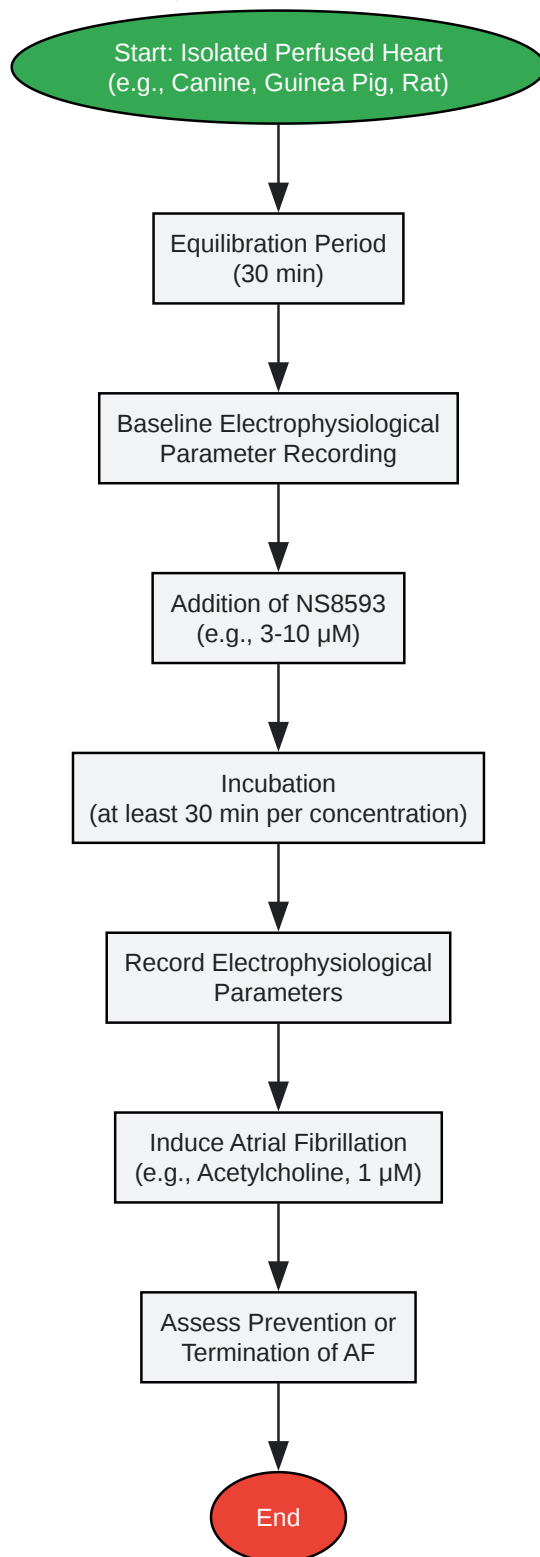 Start: Isolated Perfused Heart
(e.g., Canine, Guinea Pig, Rat)
Equilibration Period
(30 min)
Baseline Electrophysiological
Parameter Recording
Addition of NS8593
(e.g., 3-10 μM)
Incubation
(at least 30 min per concentration)
Record Electrophysiological
Parameters
Induce Atrial Fibrillation
(e.g., Acetylcholine, 1 μM)
Assess Prevention or
Termination of AF
End